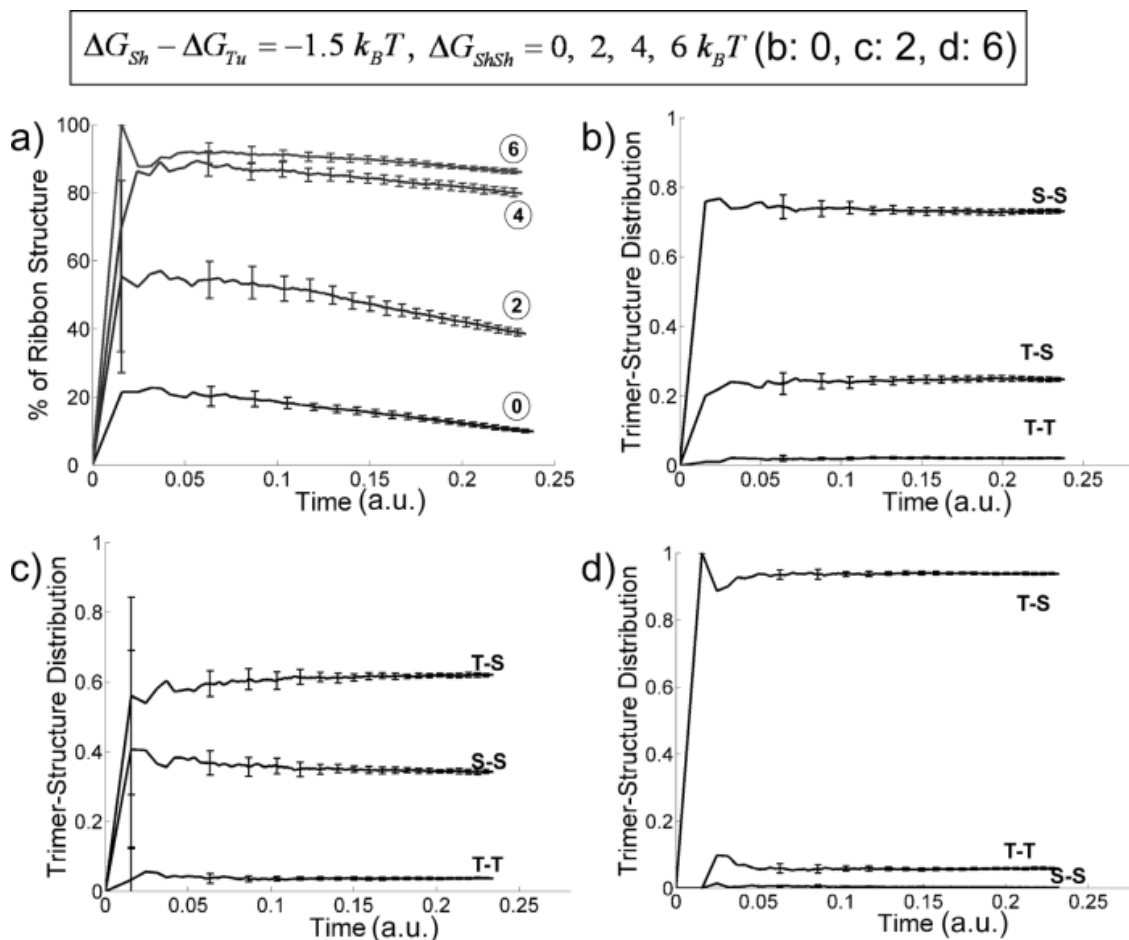 ΔG_Sh − ΔG_Tu = −1.5 k_BT, ΔG_ShSh = 0, 2, 4, 6 k_BT (b: 0, c: 2, d: 6)
a)
% of Ribbon Structure
100
80
60
40
20
0
6
4
2
0
0
0.05
0.1
0.15
0.2
0.25
Time (a.u.)
b)
Trimer-Structure Distribution
1
0.8
0.6
0.4
0.2
0
S-S
T-S
T-T
0
0.05
0.1
0.15
0.2
0.25
Time (a.u.)
c)
Trimer-Structure Distribution
1
0.8
0.6
0.4
0.2
0
T-S
S-S
T-T
0
0.05
0.1
0.15
0.2
0.25
Time (a.u.)
d)
Trimer-Structure Distribution
1
0.8
0.6
0.4
0.2
0
T-S
T-T
S-S
0
0.05
0.1
0.15
0.2
0.25
Time (a.u.)